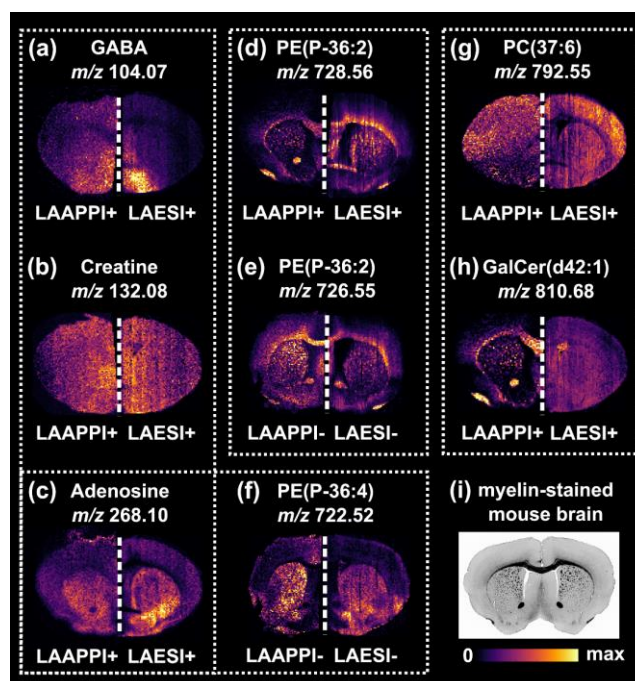 (a) GABA
m/z 104.07
LAAPPI+ LAESI+
(b) Creatine
m/z 132.08
LAAPPI+ LAESI+
(c) Adenosine
m/z 268.10
LAAPPI+ LAESI+
(d) PE(P-36:2)
m/z 728.56
LAAPPI+ LAESI+
(e) PE(P-36:2)
m/z 726.55
LAAPPI- LAESI-
(f) PE(P-36:4)
m/z 722.52
LAAPPI- LAESI-
(g) PC(37:6)
m/z 792.55
LAAPPI+ LAESI+
(h) GalCer(d42:1)
m/z 810.68
LAAPPI+ LAESI+
(i) myelin-stained
mouse brain
0 max